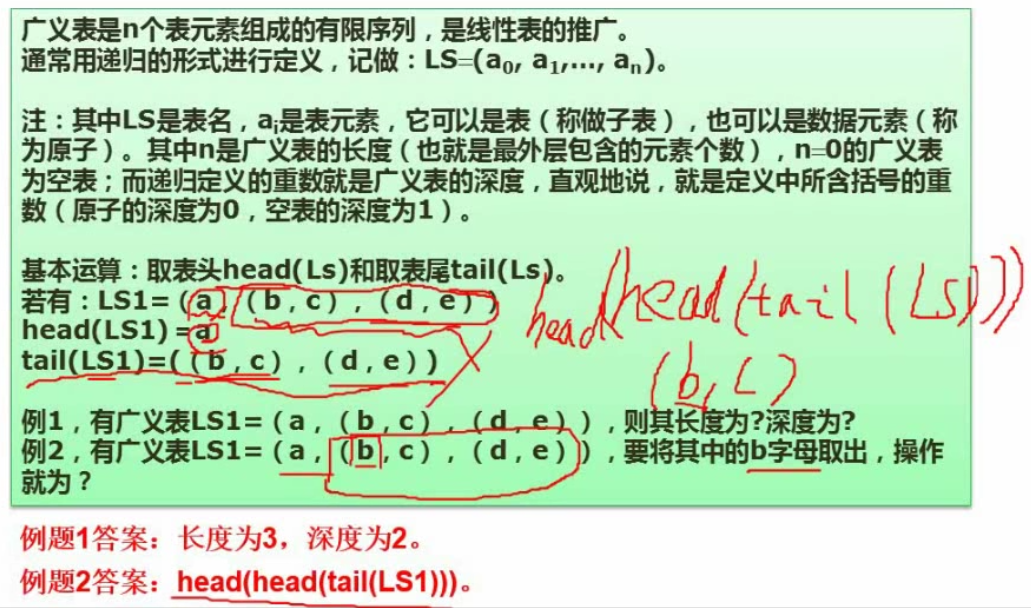 广义表是n个表元素组成的有限序列，是线性表的推广。
通常用递归的形式进行定义，记做：LS=(a₀, a₁,..., aₙ)。
注：其中LS是表名，aᵢ是表元素，它可以是表（称做子表），也可以是数据元素（称
为原子）。其中n是广义表的长度（也就是最外层包含的元素个数），n=0的广义表
为空表；而递归定义的重数就是广义表的深度，直观地说，就是定义中所含括号的重
数（原子的深度为0，空表的深度为1）。
基本运算：取表头head(Ls)和取表尾tail(Ls)。
若有：LS1=（a，（b，c），（d，e））
head(LS1)=a
tail(LS1)=(（b，c），（d，e）)
head(head(tail(LS1)))
(b, c)
例1，有广义表LS1=（a，（b，c），（d，e）），则其长度为?深度为?
例2，有广义表LS1=（a，（b，c），（d，e）），要将其中的b字母取出，操作
就为？
例题1答案：长度为3，深度为2。
例题2答案：head(head(tail(LS1)))。